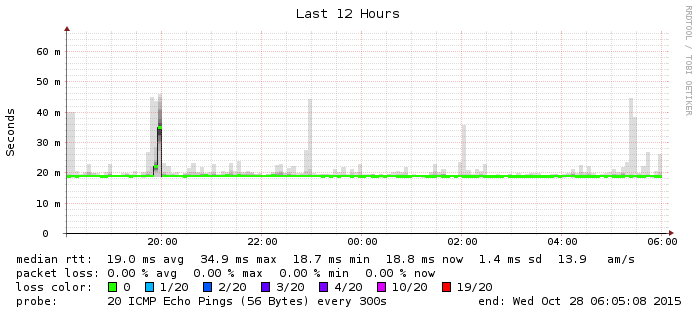 Last 12 Hours
RRDTOOL / TOBI OETIKER
Seconds
60 m
50 m
40 m
30 m
20 m
10 m
0
20:00 22:00 00:00 02:00 04:00 06:00
median rtt: 19.0 ms avg 34.9 ms max 18.7 ms min 18.8 ms now 1.4 ms sd 13.9 am/s
packet loss: 0.00 % avg 0.00 % max 0.00 % min 0.00 % now
loss color: 0 1/20 2/20 3/20 4/20 10/20 19/20
probe: 20 ICMP Echo Pings (56 Bytes) every 300s end: Wed Oct 28 06:05:08 2015